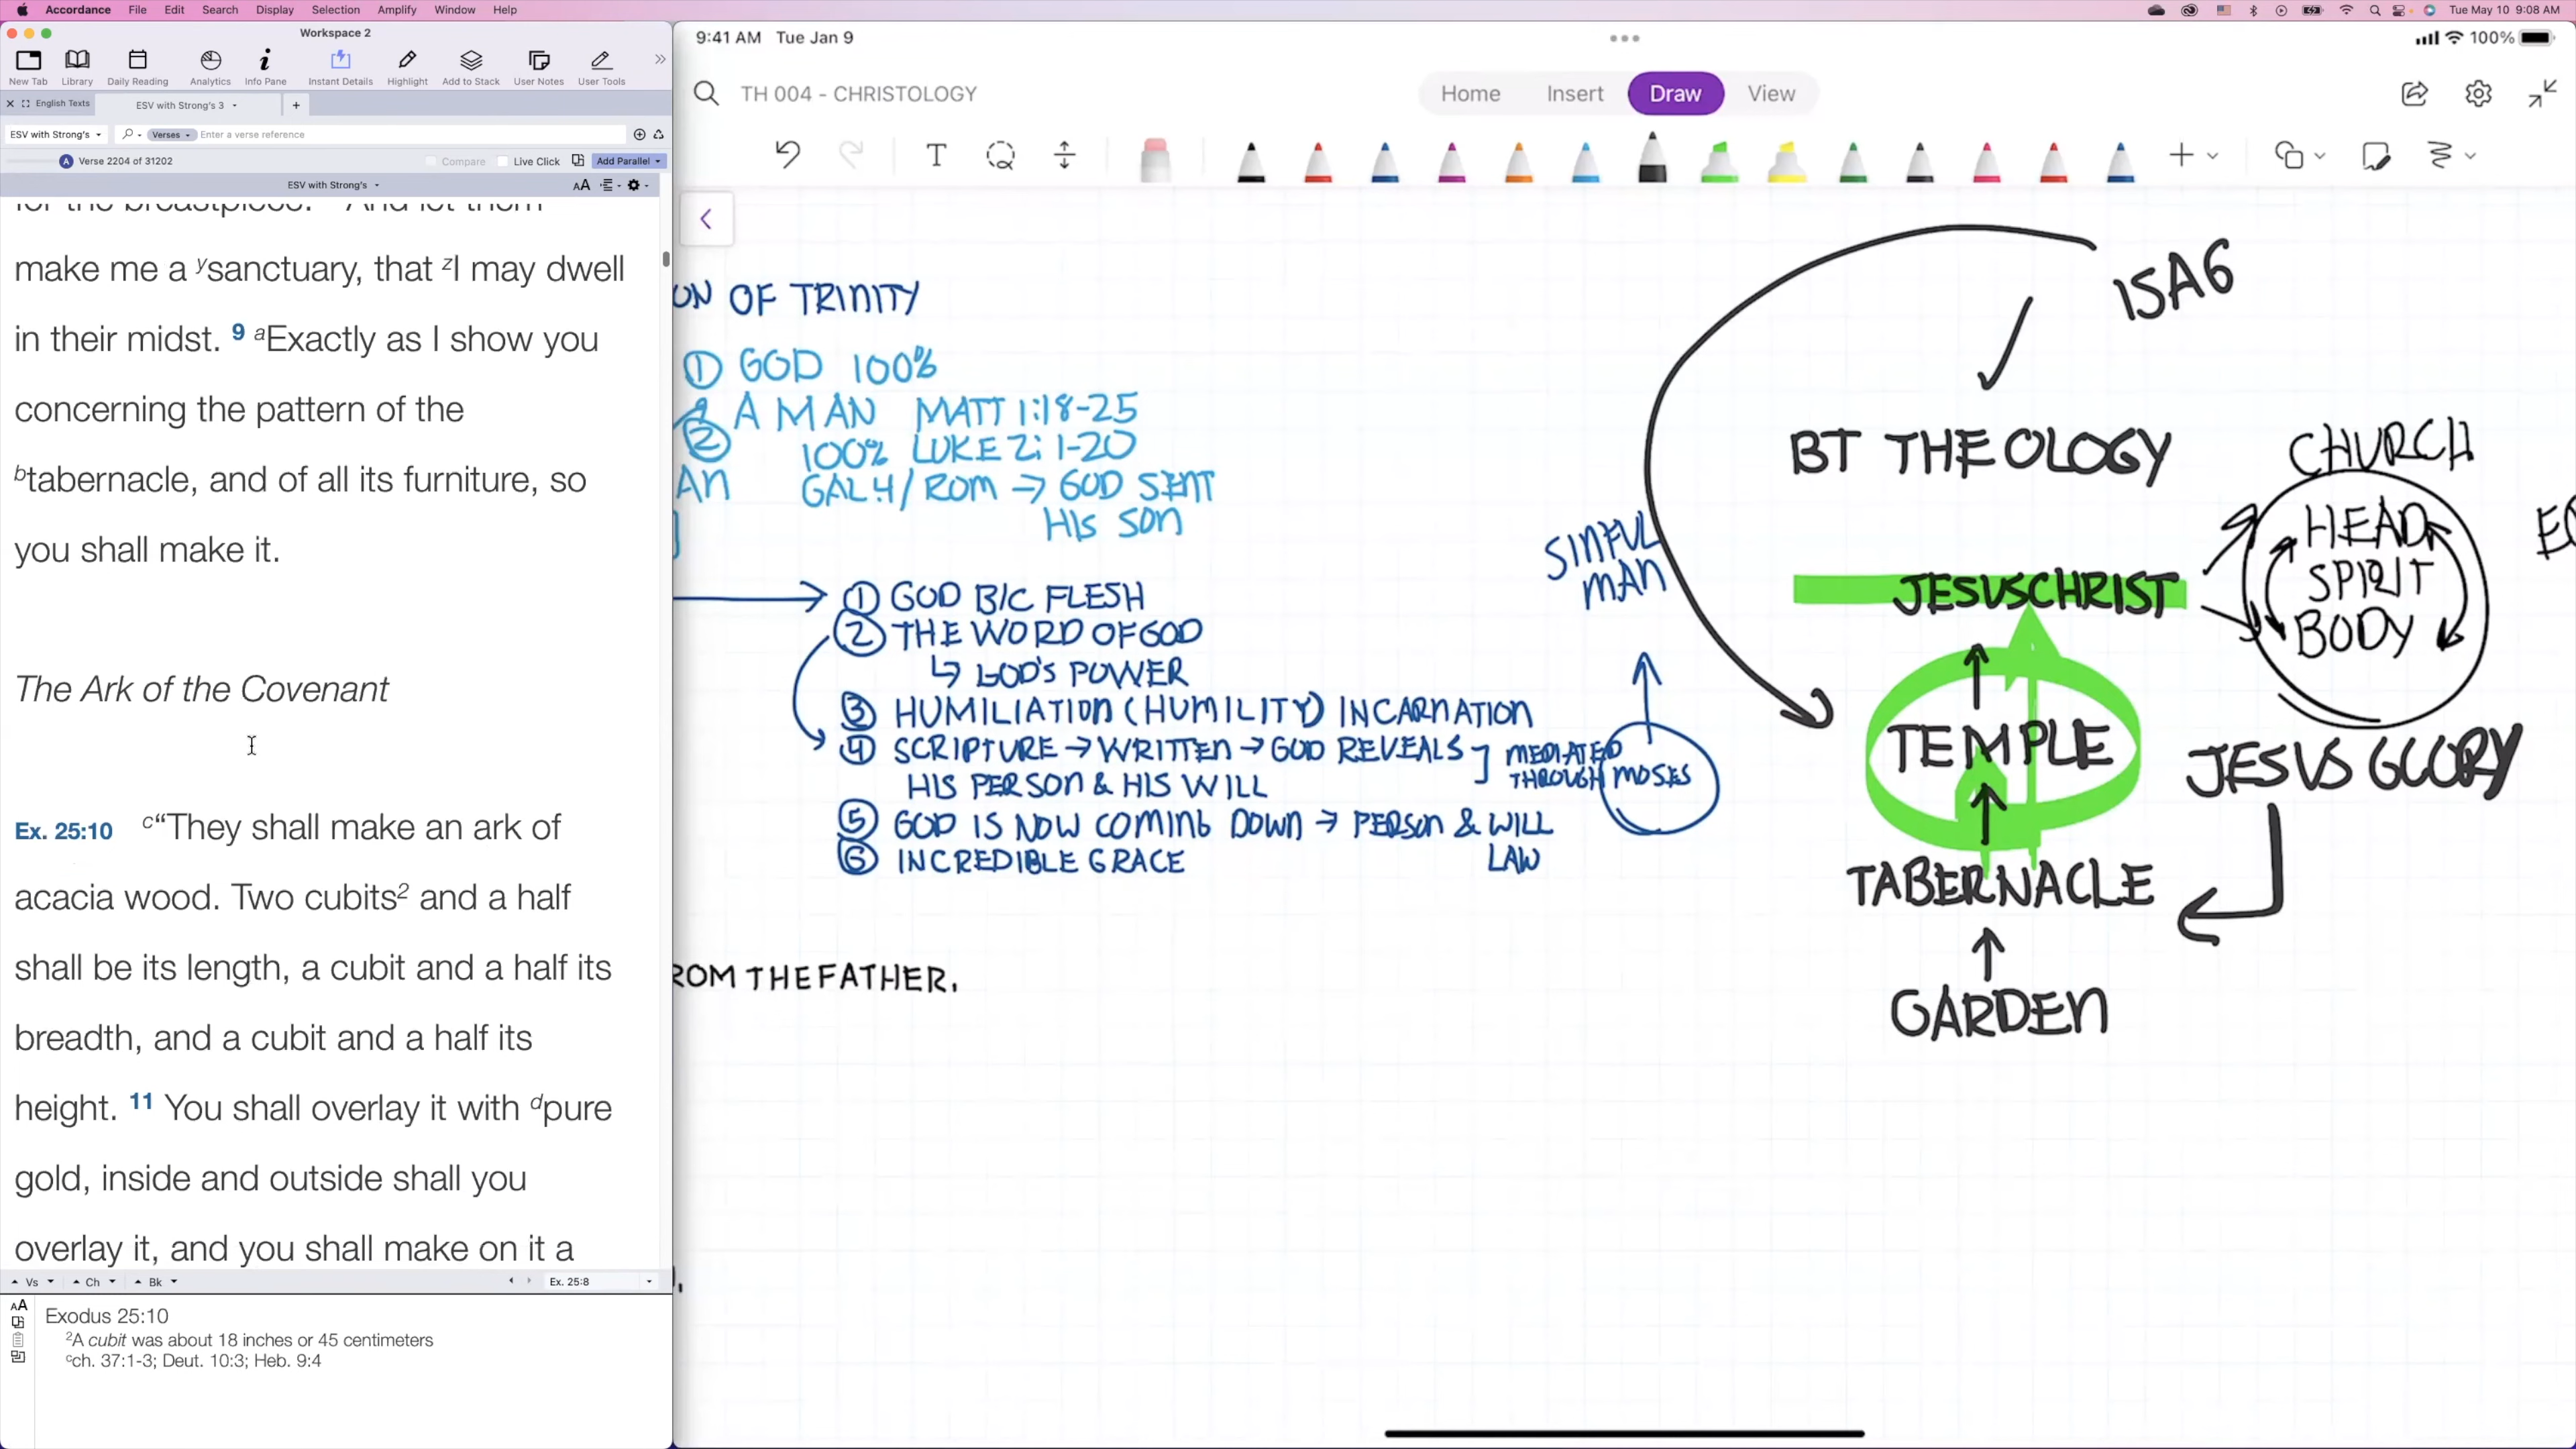 Accordance File Edit Search Display Selection Amplify Window Help
Tue May 10 9:08 AM
Workspace 2
New Tab Library Daily Reading Analytics Info Pane Instant Details Highlight Add to Stack User Notes User Tools
English Texts
ESV with Strong's 3
ESV with Strong's
Verses
Enter a verse reference
Verse 2204 of 31202
Compare
Live Click
Add Parallel
ESV with Strong's
for the breastpiece. And let them
make me a ysanctuary, that zI may dwell
in their midst. 9 aExactly as I show you
concerning the pattern of the
btabernacle, and of all its furniture, so
you shall make it.
The Ark of the Covenant
Ex. 25:10 c“They shall make an ark of
acacia wood. Two cubits2 and a half
shall be its length, a cubit and a half its
breadth, and a cubit and a half its
height. 11 You shall overlay it with dpure
gold, inside and outside shall you
overlay it, and you shall make on it a
Vs Ch Bk
Ex. 25:8
Exodus 25:10
2A cubit was about 18 inches or 45 centimeters
cch. 37:1-3; Deut. 10:3; Heb. 9:4
9:41 AM Tue Jan 9
100%
TH 004 - CHRISTOLOGY
Home Insert Draw View
ON OF TRINITY
① GOD 100%
② A MAN MATT 1:18-25
100% LUKE 2:1-20
AN GAL 4/ ROM → GOD SENT
HIS SON
① GOD B/C FLESH
② THE WORD OF GOD
↳ GOD'S POWER
③ HUMILIATION (HUMILITY) INCARNATION
④ SCRIPTURE → WRITTEN → GOD REVEALS
HIS PERSON & HIS WILL
] MEDIATED
THROUGH MOSES
⑤ GOD IS NOW COMING DOWN → PERSON & WILL
⑥ INCREDIBLE GRACE LAW
ROM THE FATHER.
SINFUL
MAN
ISA 6
BT THEOLOGY
JESUS CHRIST
TEMPLE
TABERNACLE
GARDEN
CHURCH
HEAD
SPIRIT
BODY
JESUS GLORY